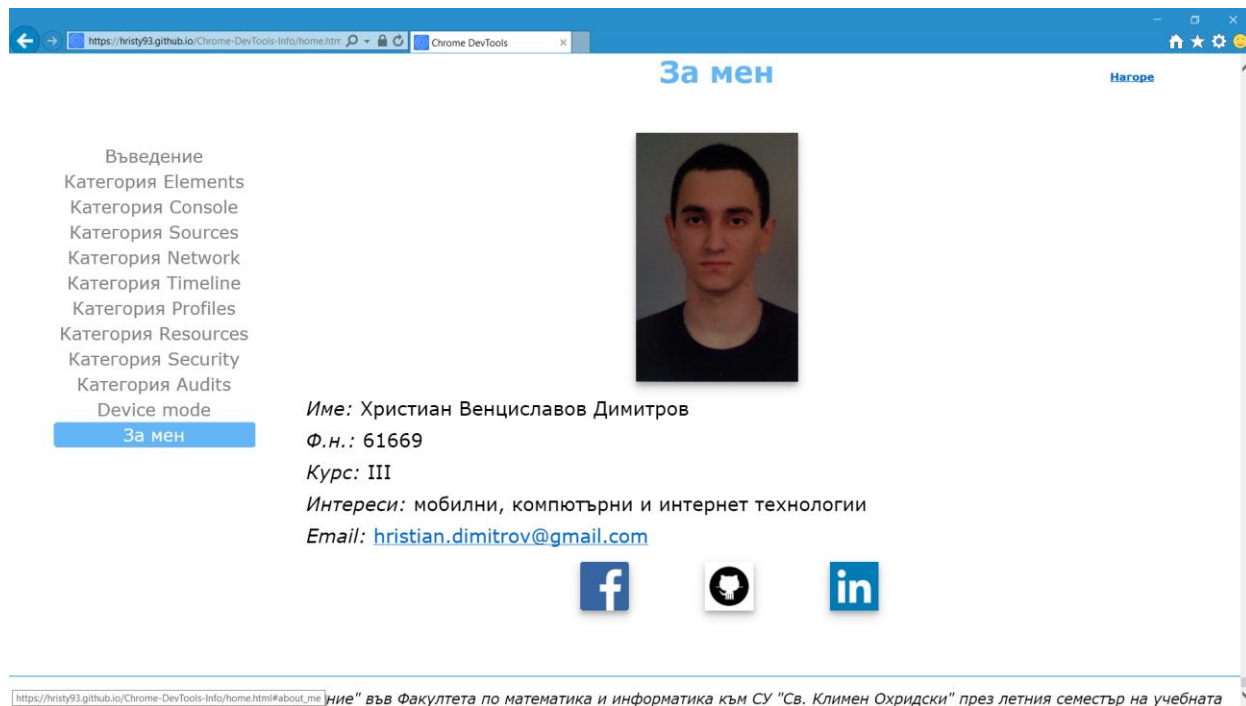 https://hristy93.github.io/Chrome-DevTools-Info/home.htm
Chrome DevTools
За мен
Нагоре
Въведение
Категория Elements
Категория Console
Категория Sources
Категория Network
Категория Timeline
Категория Profiles
Категория Resources
Категория Security
Категория Audits
Device mode
За мен
Име: Христиан Венциславов Димитров
Ф.н.: 61669
Курс: III
Интереси: мобилни, компютърни и интернет технологии
Email: hristian.dimitrov@gmail.com
f
in
https://hristy93.github.io/Chrome-DevTools-Info/home.html#about_me
ние" във Факултета по математика и информатика към СУ "Св. Климен Охридски" през летния семестър на учебната